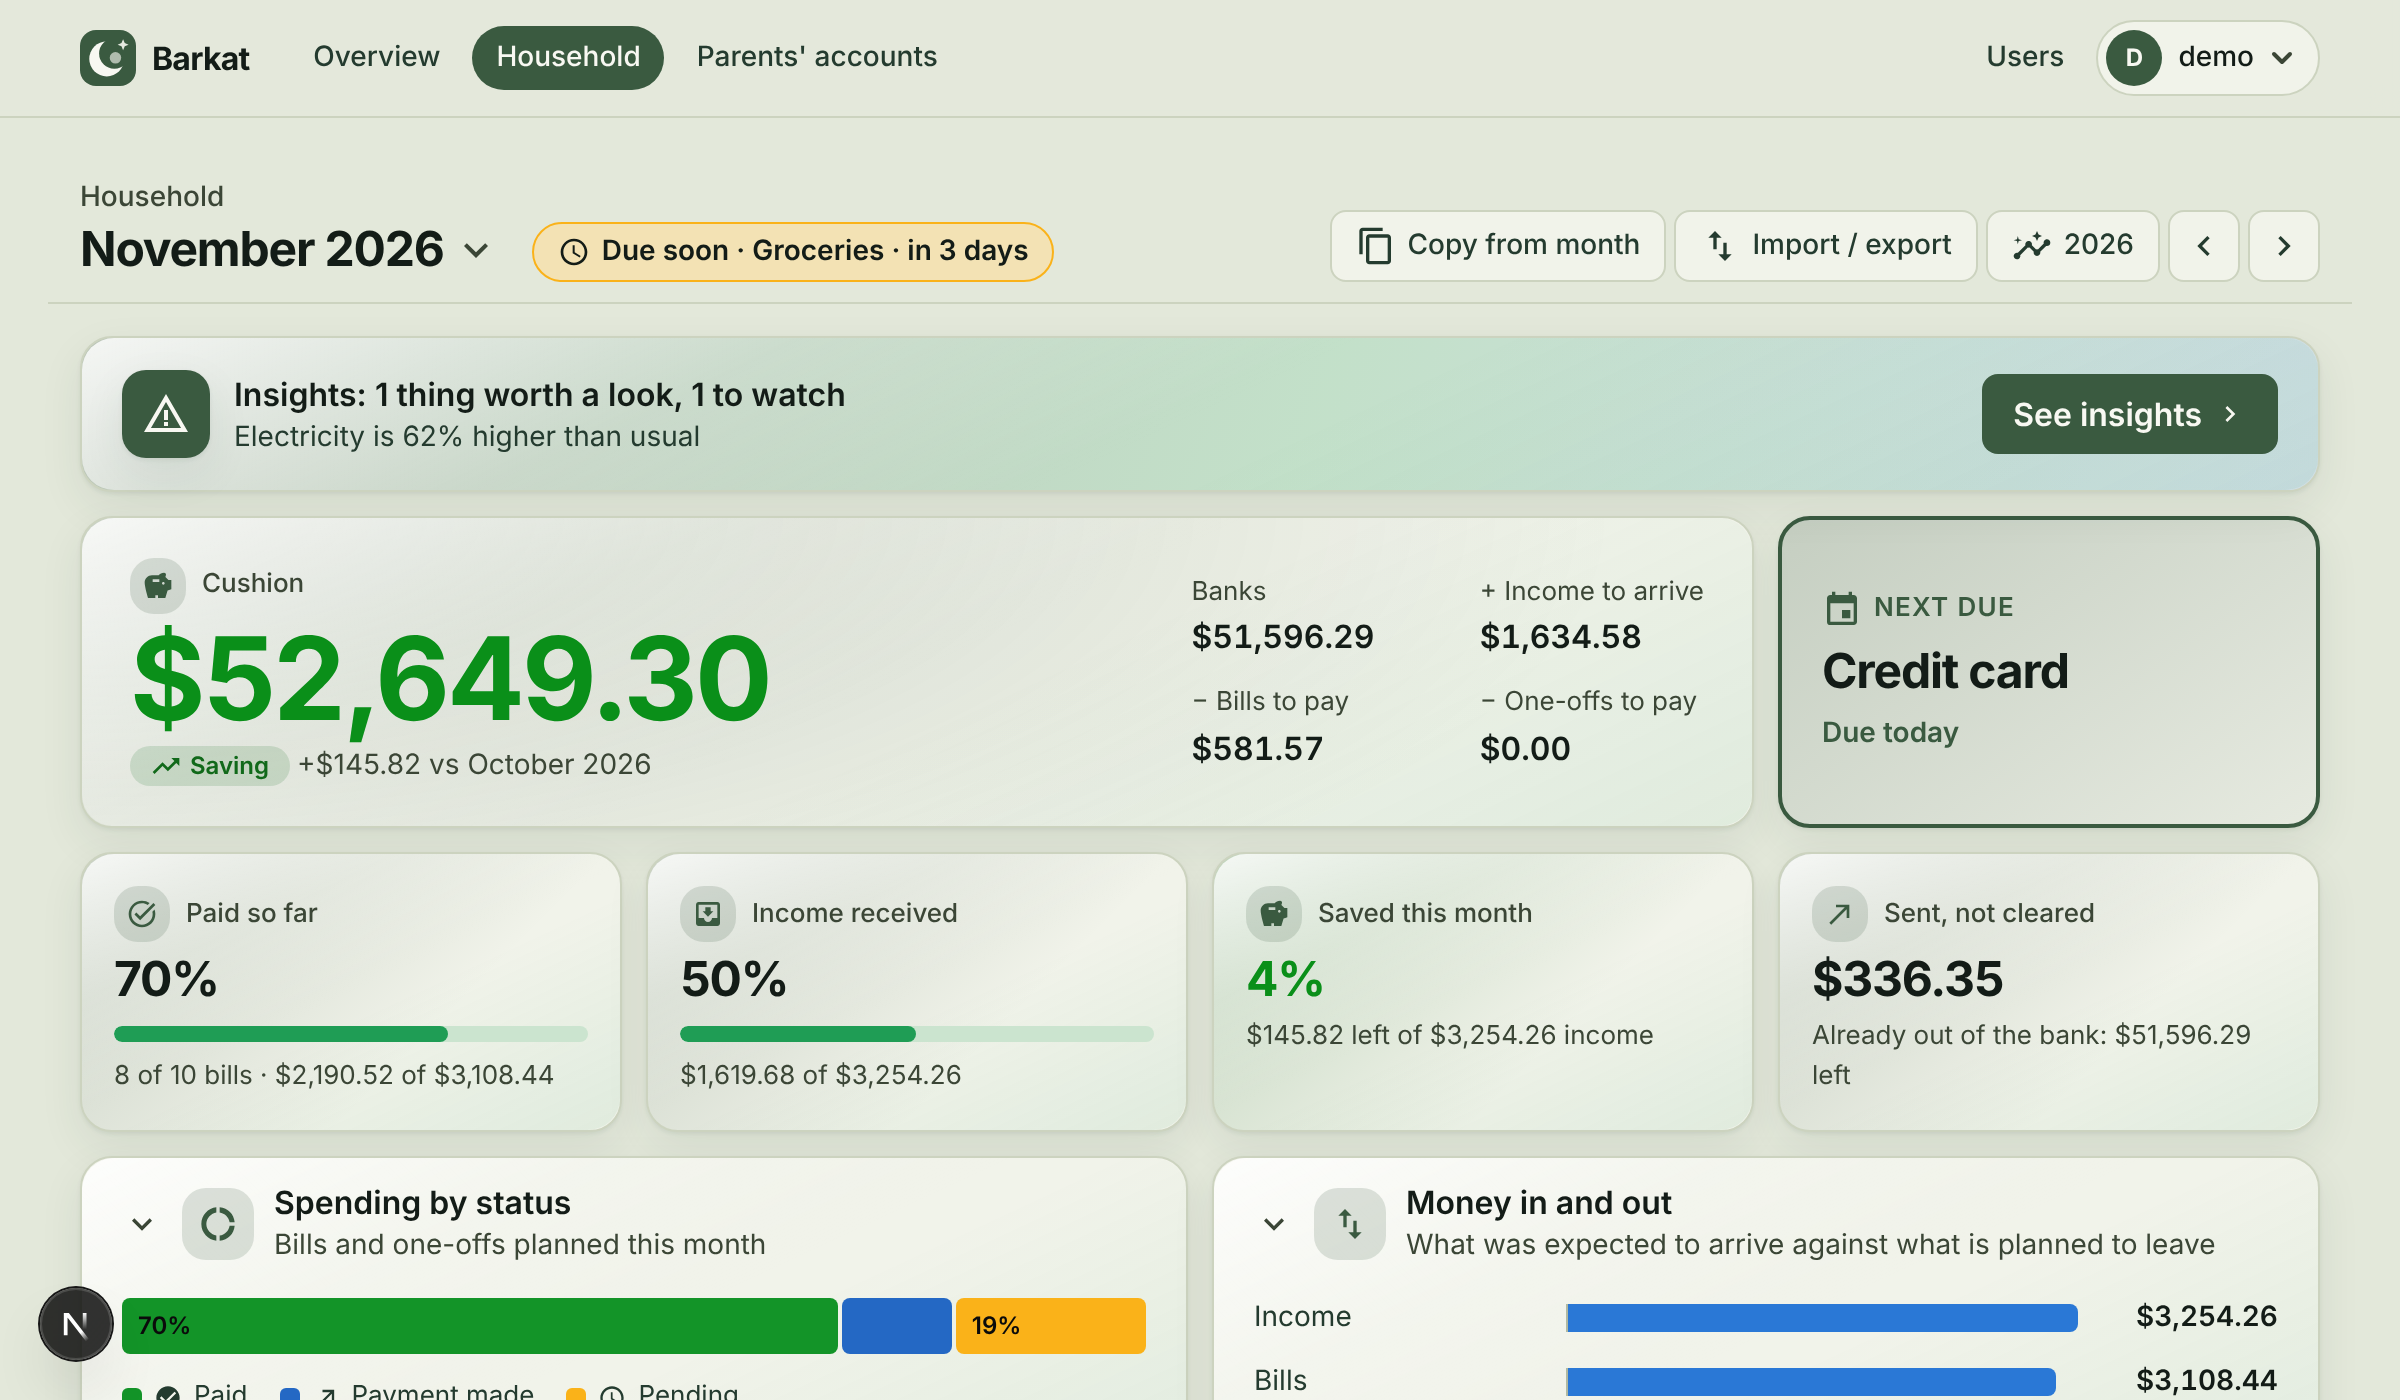 Barkat
Overview
Household
Parents' accounts
Users
D
demo
Household
November 2026
Due soon · Groceries · in 3 days
Copy from month
Import / export
2026
Insights: 1 thing worth a look, 1 to watch
Electricity is 62% higher than usual
See insights
Cushion
$52,649.30
Saving
+$145.82 vs October 2026
Banks
$51,596.29
+ Income to arrive
$1,634.58
− Bills to pay
$581.57
− One-offs to pay
$0.00
NEXT DUE
Credit card
Due today
Paid so far
70%
8 of 10 bills · $2,190.52 of $3,108.44
Income received
50%
$1,619.68 of $3,254.26
Saved this month
4%
$145.82 left of $3,254.26 income
Sent, not cleared
$336.35
Already out of the bank: $51,596.29
left
Spending by status
Bills and one-offs planned this month
70%
19%
Paid
Payment made
Pending
Money in and out
What was expected to arrive against what is planned to leave
Income
$3,254.26
Bills
$3,108.44
N